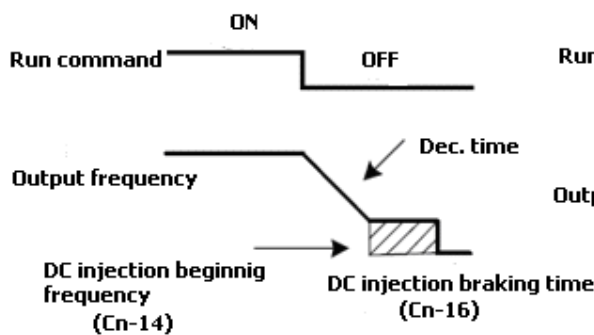 ON
Run command
OFF
Run
Dec. time
Output frequency
Outp
DC injection beginnig
frequency
(Cn-14)
DC injection braking time
(Cn-16)